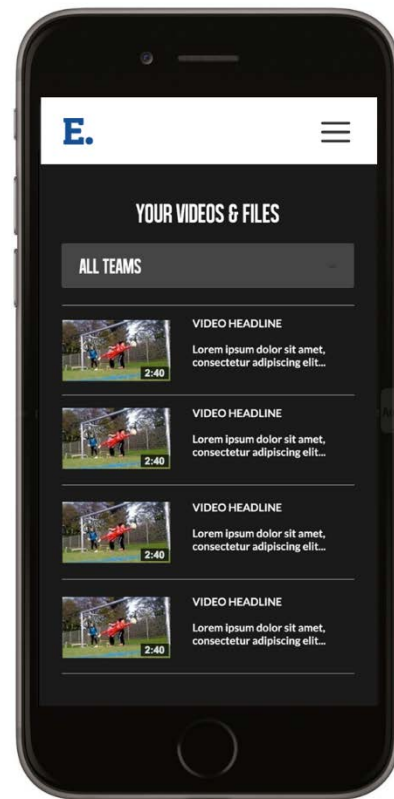 E.
YOUR VIDEOS & FILES
ALL TEAMS
VIDEO HEADLINE
Lorem ipsum dolor sit amet,
consectetur adipiscing elit...
2:40
VIDEO HEADLINE
Lorem ipsum dolor sit amet,
consectetur adipiscing elit...
2:40
VIDEO HEADLINE
Lorem ipsum dolor sit amet,
consectetur adipiscing elit...
2:40
VIDEO HEADLINE
Lorem ipsum dolor sit amet,
consectetur adipiscing elit...
2:40